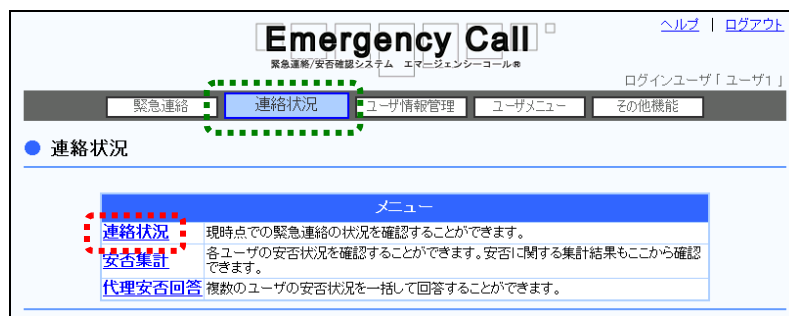 Emergency Call
緊急連絡/安否確認システム エマージェンシーコール®
ヘルプ | ログアウト
ログインユーザ「 ユーザ1 」
緊急連絡 連絡状況 ユーザ情報管理 ユーザメニュー その他機能
連絡状況
メニュー
連絡状況 現時点での緊急連絡の状況を確認することができます。
安否集計 各ユーザの安否状況を確認することができます。安否に関する集計結果もここから確認
できます。
代理安否回答 複数のユーザの安否状況を一括して回答することができます。